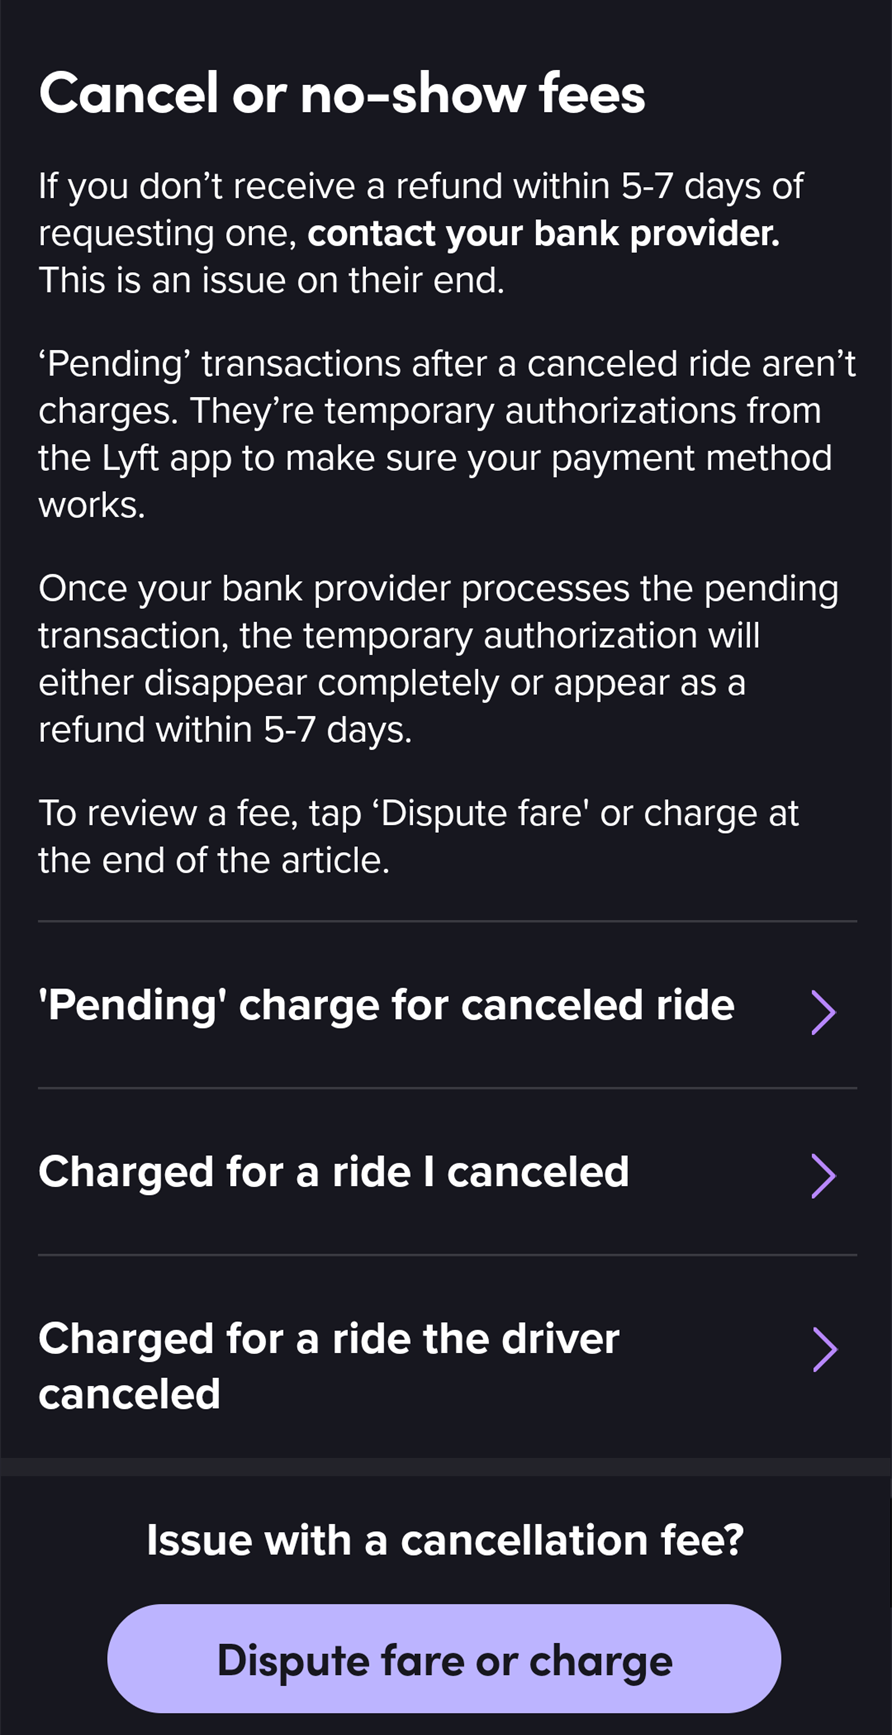 Cancel or no-show fees
If you don’t receive a refund within 5-7 days of
requesting one, contact your bank provider.
This is an issue on their end.
‘Pending’ transactions after a canceled ride aren’t
charges. They’re temporary authorizations from
the Lyft app to make sure your payment method
works.
Once your bank provider processes the pending
transaction, the temporary authorization will
either disappear completely or appear as a
refund within 5-7 days.
To review a fee, tap ‘Dispute fare' or charge at
the end of the article.
'Pending' charge for canceled ride
Charged for a ride I canceled
Charged for a ride the driver
canceled
Issue with a cancellation fee?
Dispute fare or charge